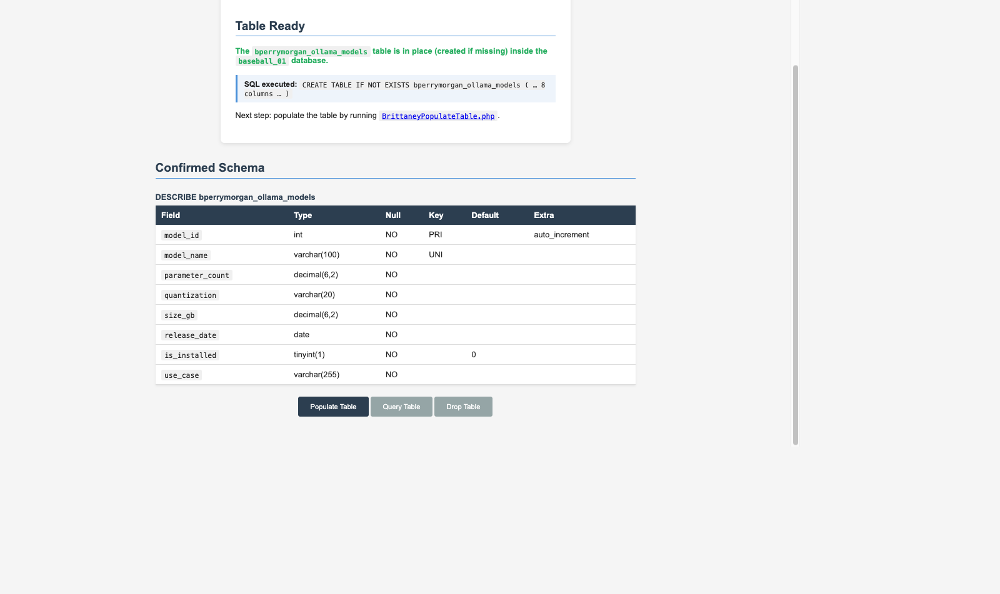 Table Ready
The bperrymorgan_ollama_models table is in place (created if missing) inside the
baseball_01 database.
SQL executed: CREATE TABLE IF NOT EXISTS bperrymorgan_ollama_models ( … 8
columns … )
Next step: populate the table by running BrittaneyPopulateTable.php.
Confirmed Schema
DESCRIBE bperrymorgan_ollama_models
Field Type Null Key Default Extra
model_id int NO PRI auto_increment
model_name varchar(100) NO UNI
parameter_count decimal(6,2) NO
quantization varchar(20) NO
size_gb decimal(6,2) NO
release_date date NO
is_installed tinyint(1) NO 0
use_case varchar(255) NO
Populate Table Query Table Drop Table